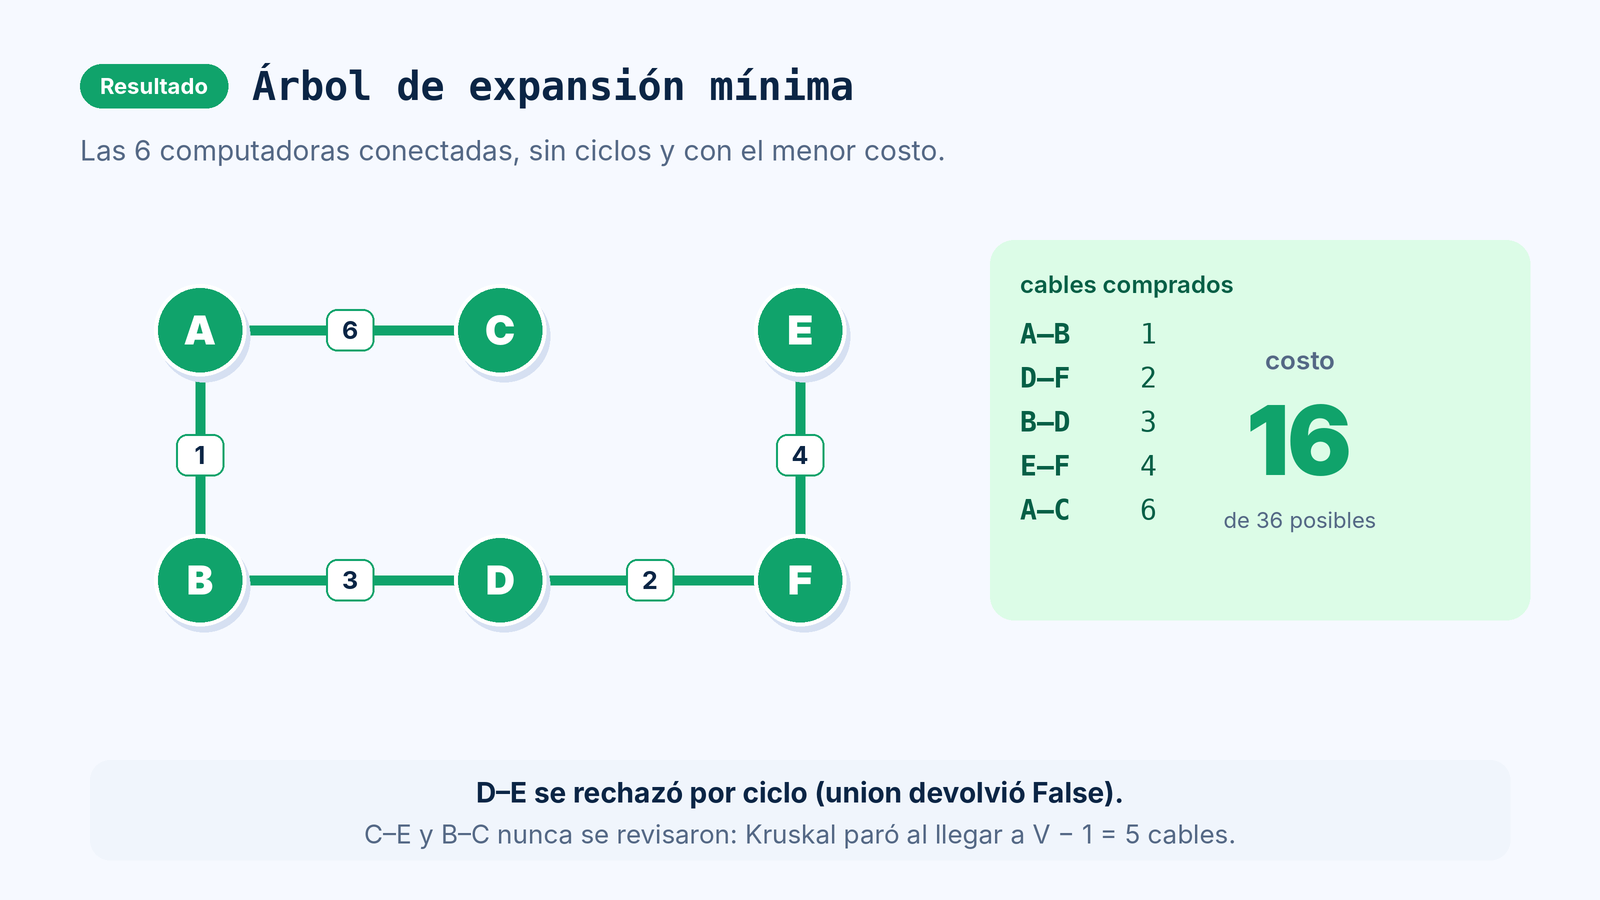 Resultado Árbol de expansión mínima
Las 6 computadoras conectadas, sin ciclos y con el menor costo.
A 6 C E
1 4
B 3 D 2 F
cables comprados
A–B 1
D–F 2
B–D 3
E–F 4
A–C 6
costo
16
de 36 posibles
D–E se rechazó por ciclo (union devolvió False).
C–E y B–C nunca se revisaron: Kruskal paró al llegar a V − 1 = 5 cables.